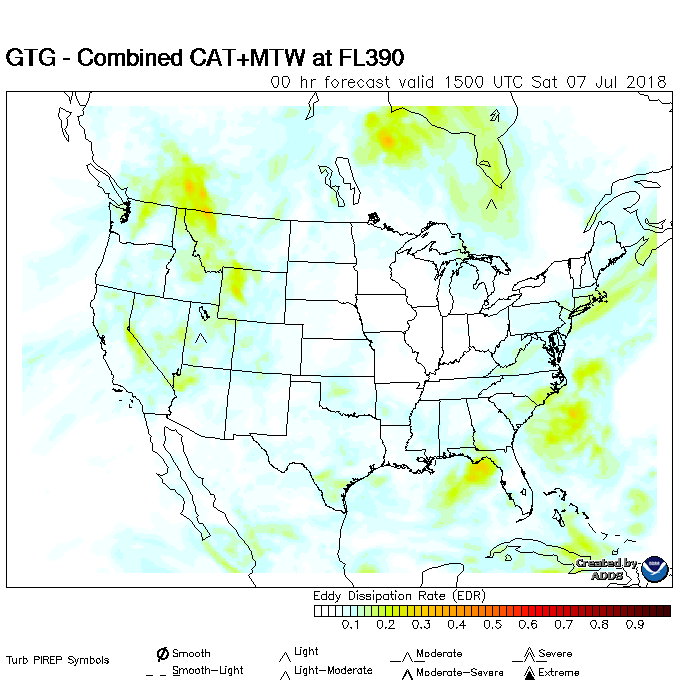 GTG - Combined CAT+MTW at FL390
00 hr forecast valid 1500 UTC Sat 07 Jul 2018
Created by
ADDS
Eddy Dissipation Rate (EDR)
0.1 0.2 0.3 0.4 0.5 0.6 0.7 0.8 0.9
Turb PIREP Symbols
Smooth Light Moderate Severe
Smooth-Light Light-Moderate Moderate-Severe Extreme